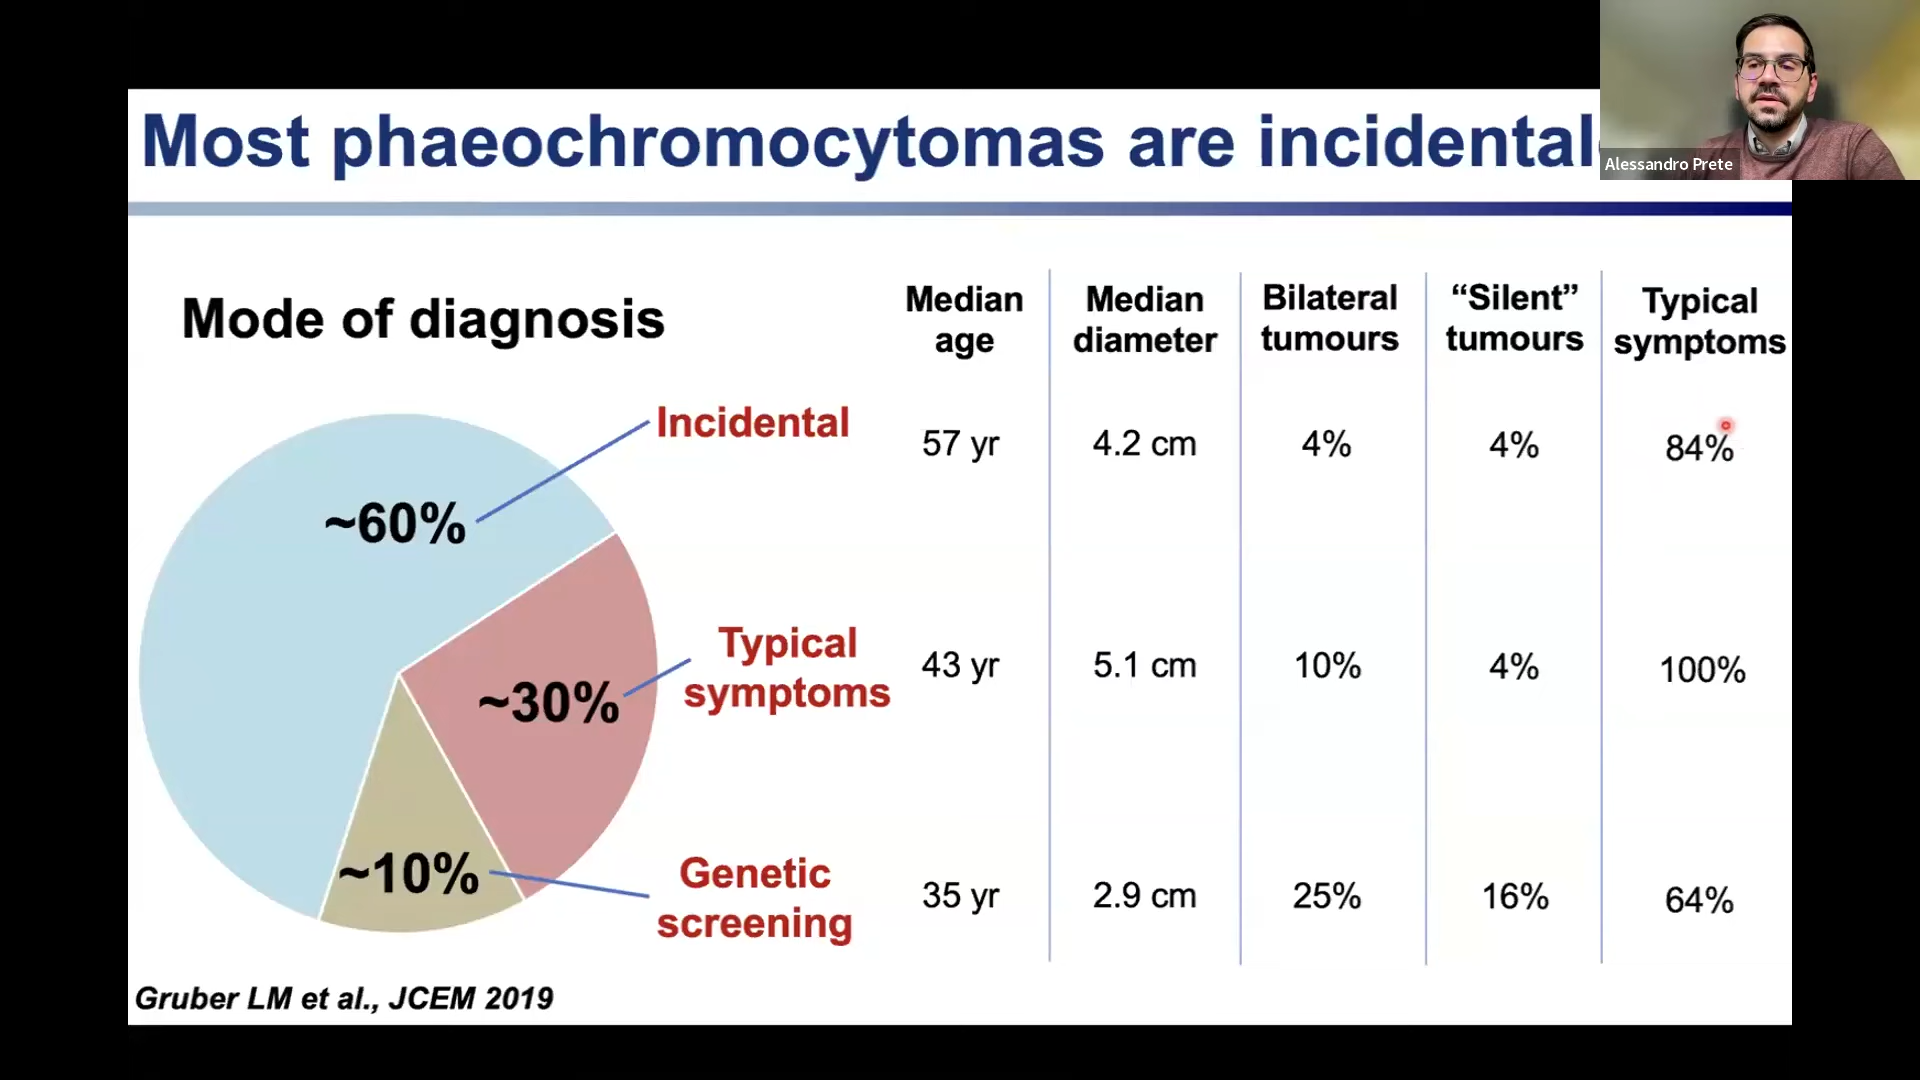 Most phaeochromocytomas are incidental
Alessandro Prete
Mode of diagnosis
Median age
Median diameter
Bilateral tumours
“Silent” tumours
Typical symptoms
~60%
Incidental
57 yr
4.2 cm
4%
4%
84%
~30%
Typical symptoms
43 yr
5.1 cm
10%
4%
100%
~10%
Genetic screening
35 yr
2.9 cm
25%
16%
64%
Gruber LM et al., JCEM 2019